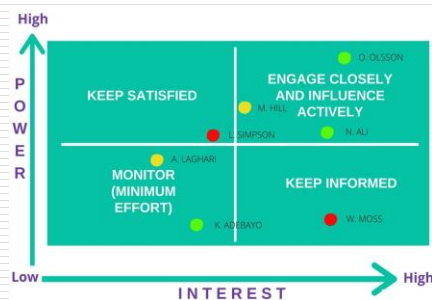 High
POWER
KEEP SATISFIED
ENGAGE CLOSELY
AND INFLUENCE
ACTIVELY
O. OLSSON
M. HILL
L. SIMPSON
N. ALI
A. LAGHARI
MONITOR
(MINIMUM
EFFORT)
KEEP INFORMED
K. ADEBAYO
W. MOSS
Low
High
INTEREST